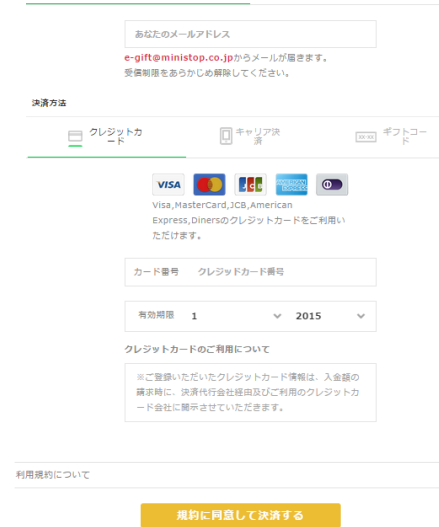 あなたのメールアドレス
e-gift@ministop.co.jpからメールが届きます。
受信制限をあらかじめ解除してください。
決済方法
クレジットカ
ード
キャリア決
済
ギフトコー
ド
VISA
JCB
AMERICAN EXPRESS
Visa,MasterCard,JCB,American
Express,Dinersのクレジットカードをご利用い
ただけます。
カード番号 クレジッドカード番号
有効期限 1 2015
クレジットカードのご利用について
※ご登録いただいたクレジットカード情報は、入金額の
請求時に、決済代行会社経由及びご利用のクレジットカ
ード会社に開示させていただきます。
利用規約について
規約に同意して決済する